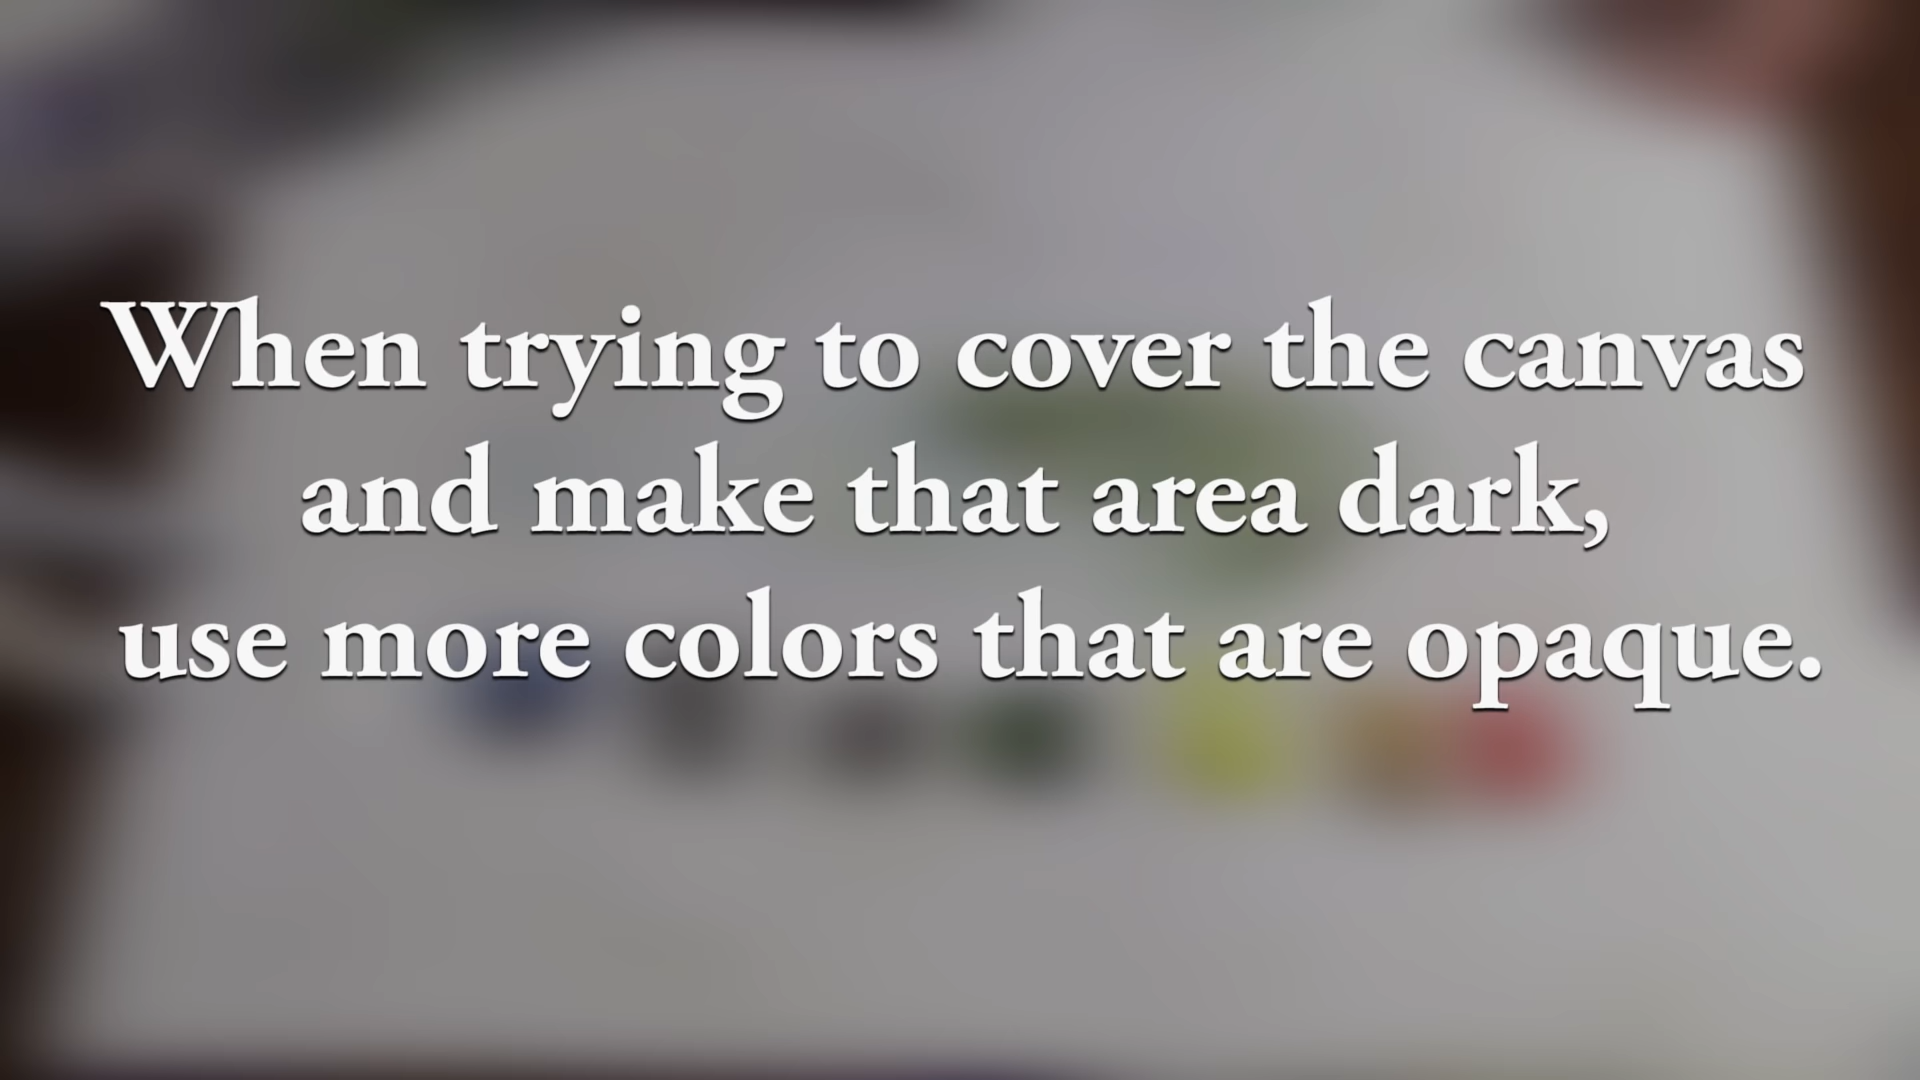 When trying to cover the canvas
and make that area dark,
use more colors that are opaque.